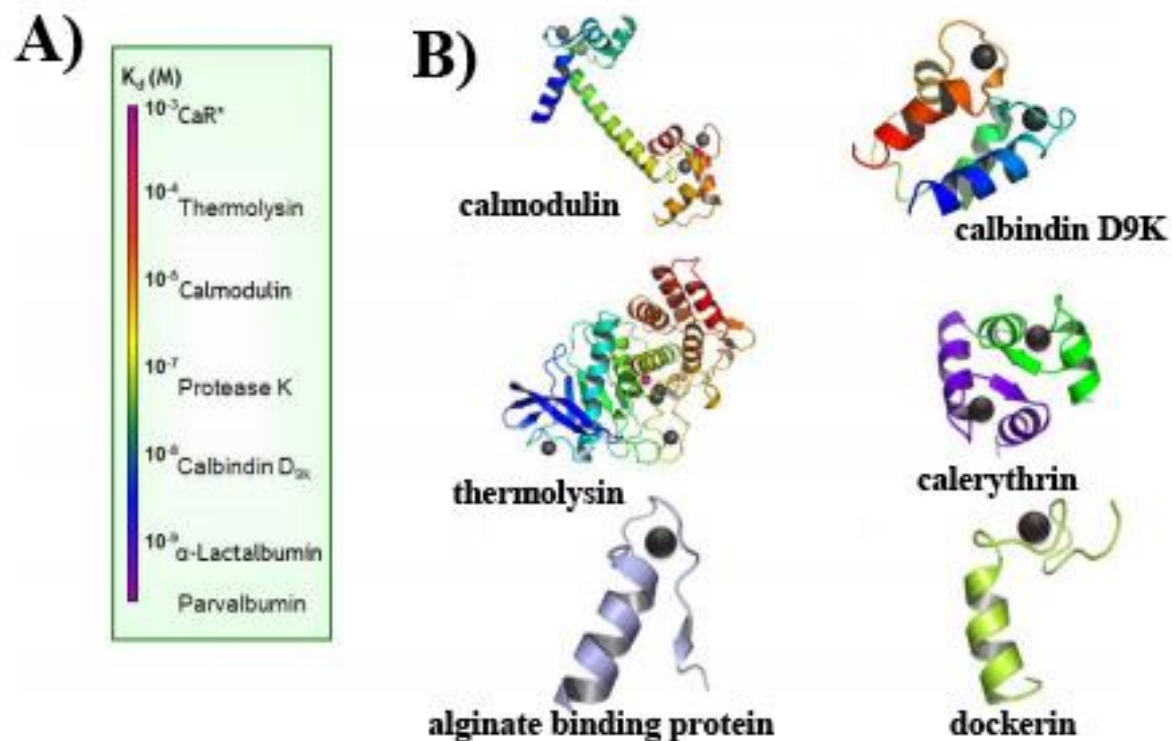 A)
K_d (M)
10⁻³ CaR*
10⁻⁴
Thermolysin
10⁻⁵
Calmodulin
10⁻⁷
Protease K
10⁻⁸
Calbindin D₉ₖ
10⁻⁹
α-Lactalbumin
Parvalbumin
B)
calmodulin
calbindin D9K
thermolysin
calerythrin
alginate binding protein
dockerin